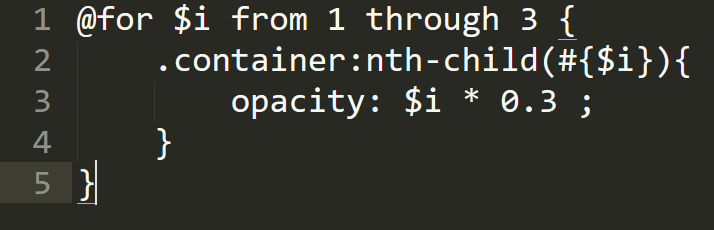 1 @for $i from 1 through 3 {
2     .container:nth-child(#{$i}){
3         opacity: $i * 0.3 ;
4     }
5 }